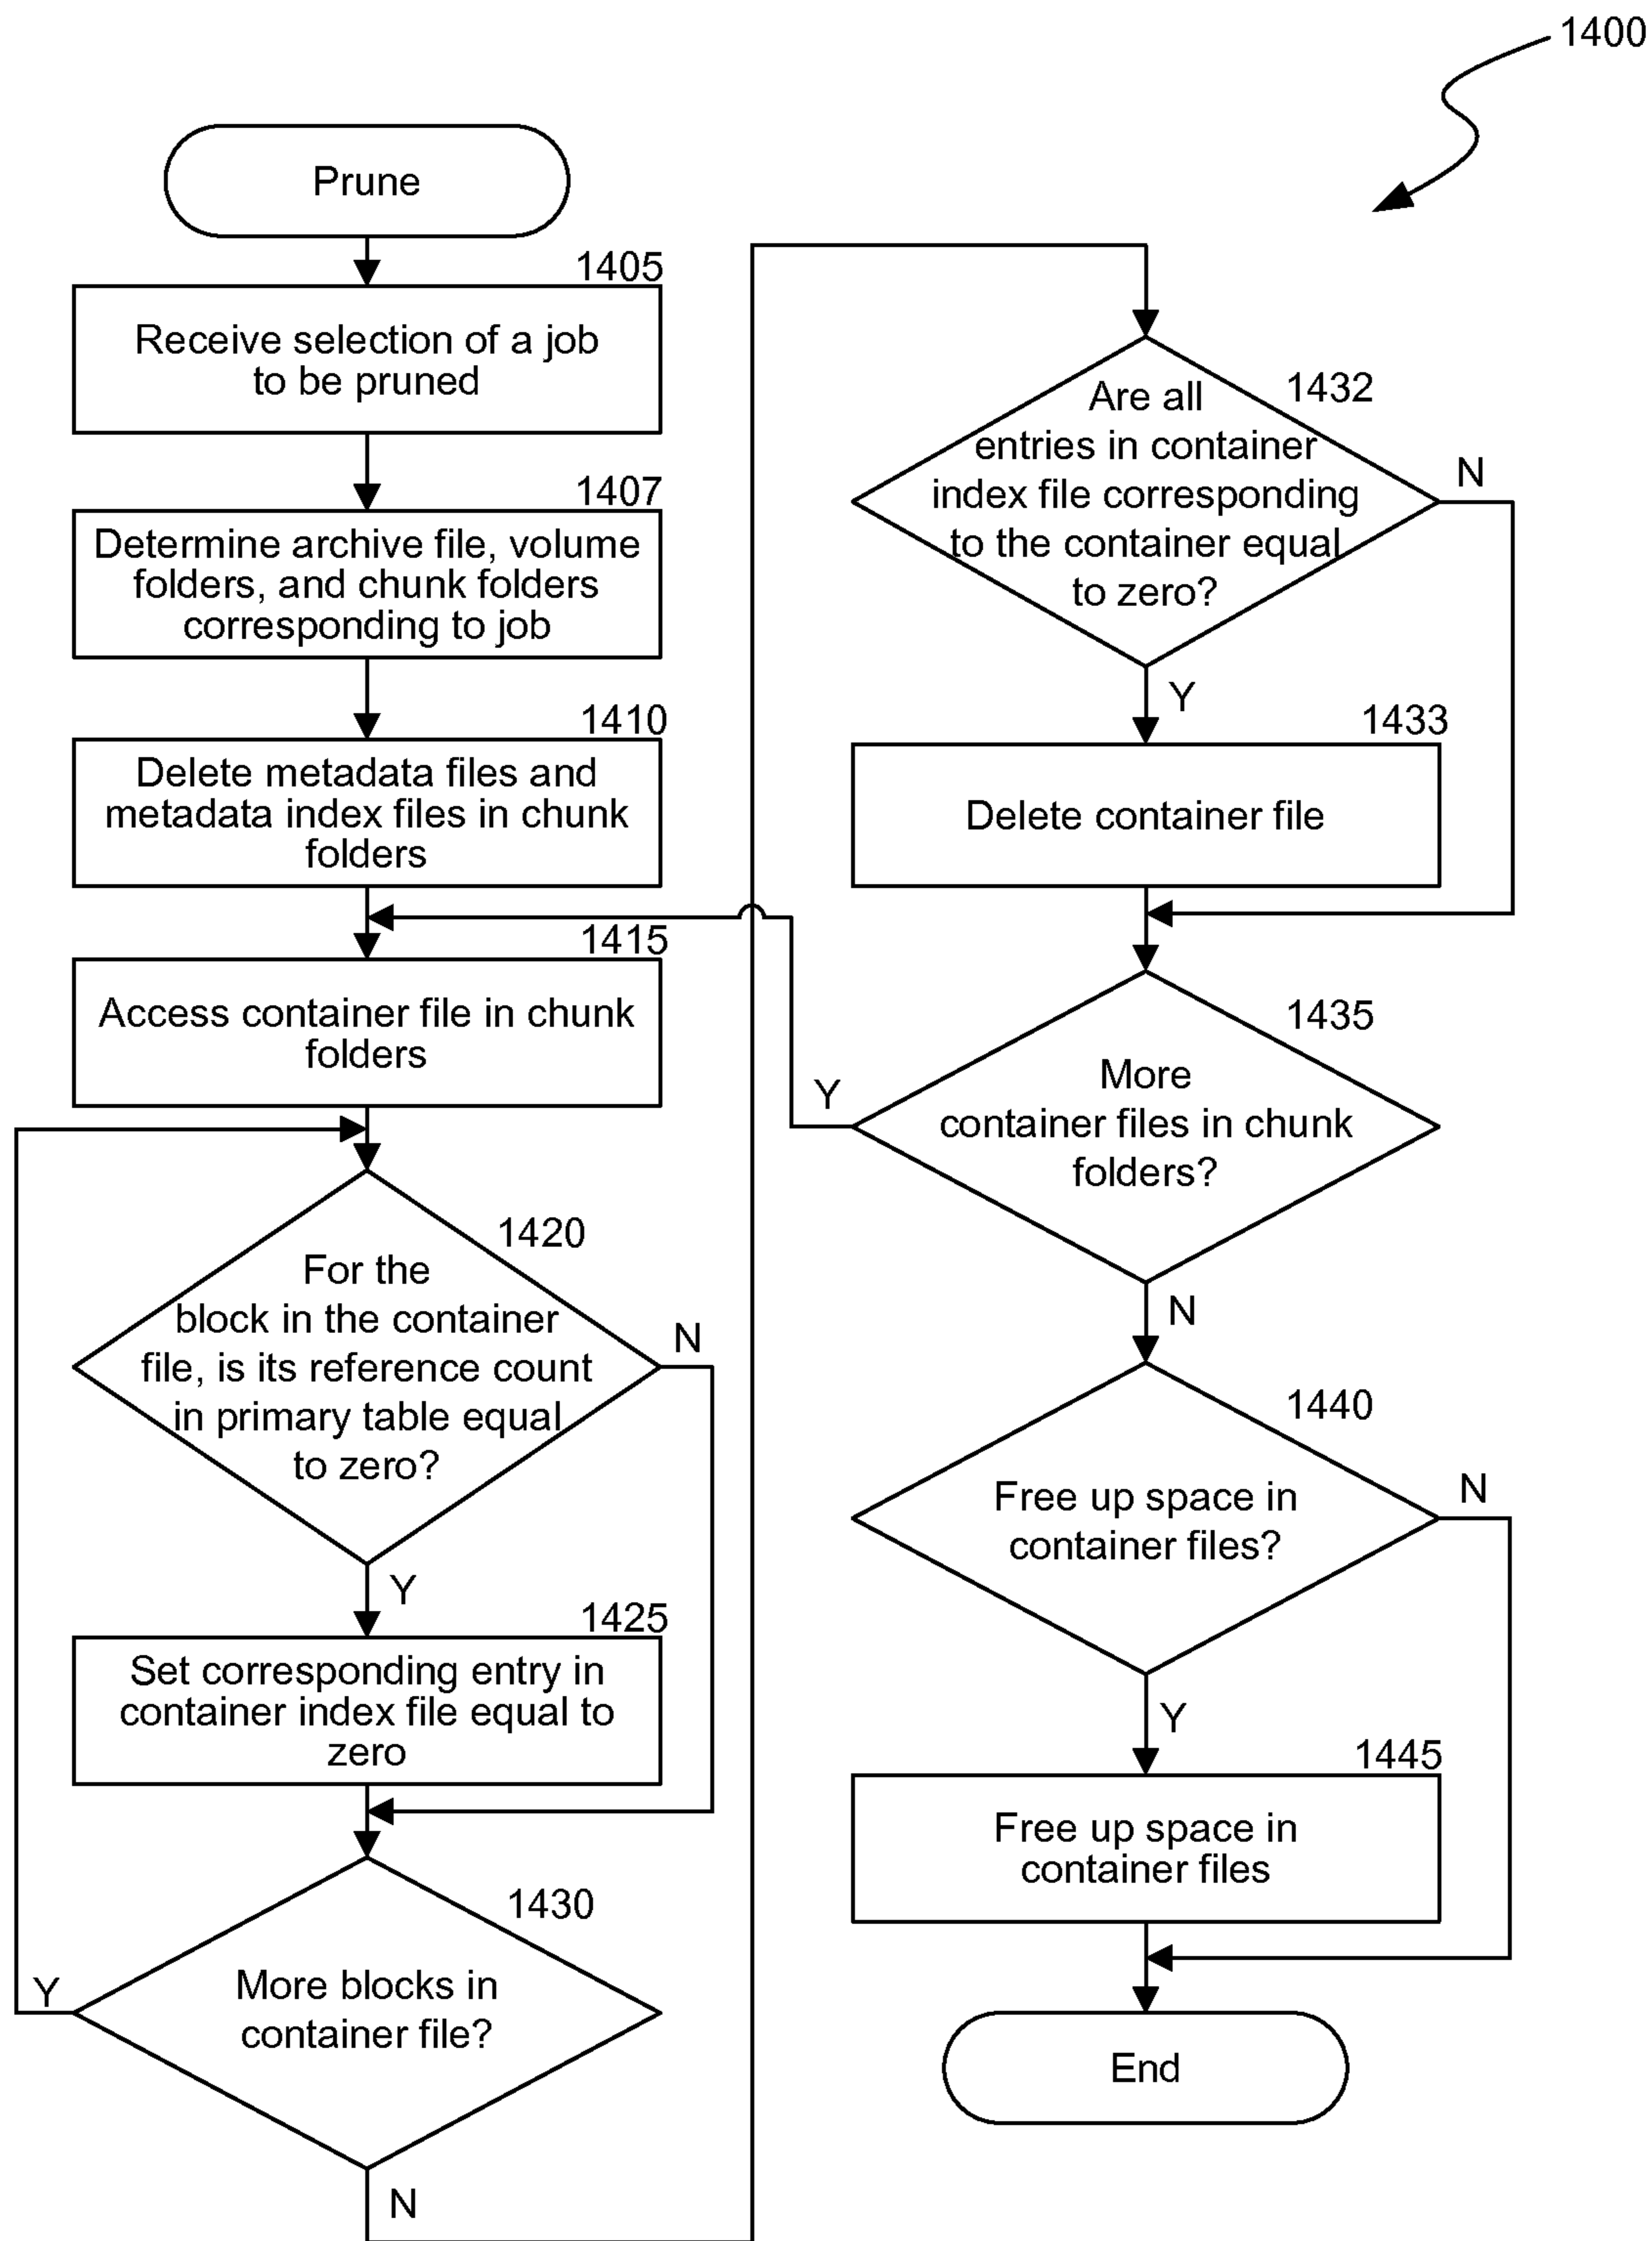 1400
Prune
1405
Receive selection of a job
to be pruned
1407
Determine archive file, volume
folders, and chunk folders
corresponding to job
1410
Delete metadata files and
metadata index files in chunk
folders
1415
Access container file in chunk
folders
1420
For the
block in the container
file, is its reference count
in primary table equal
to zero?
N
Y
1425
Set corresponding entry in
container index file equal to
zero
1430
More blocks in
container file?
Y
N
1432
Are all
entries in container
index file corresponding
to the container equal
to zero?
N
Y
1433
Delete container file
1435
More
container files in chunk
folders?
Y
N
1440
Free up space in
container files?
N
Y
1445
Free up space in
container files
End